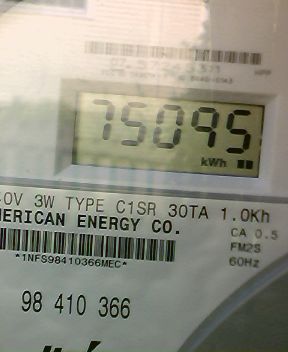 75095
kWh
0V 3W TYPE C1SR 30TA 1.0Kh
MERICAN ENERGY CO.
CA 0.5
FM2S
60Hz
*1NFS98410366MEC*
98 410 366